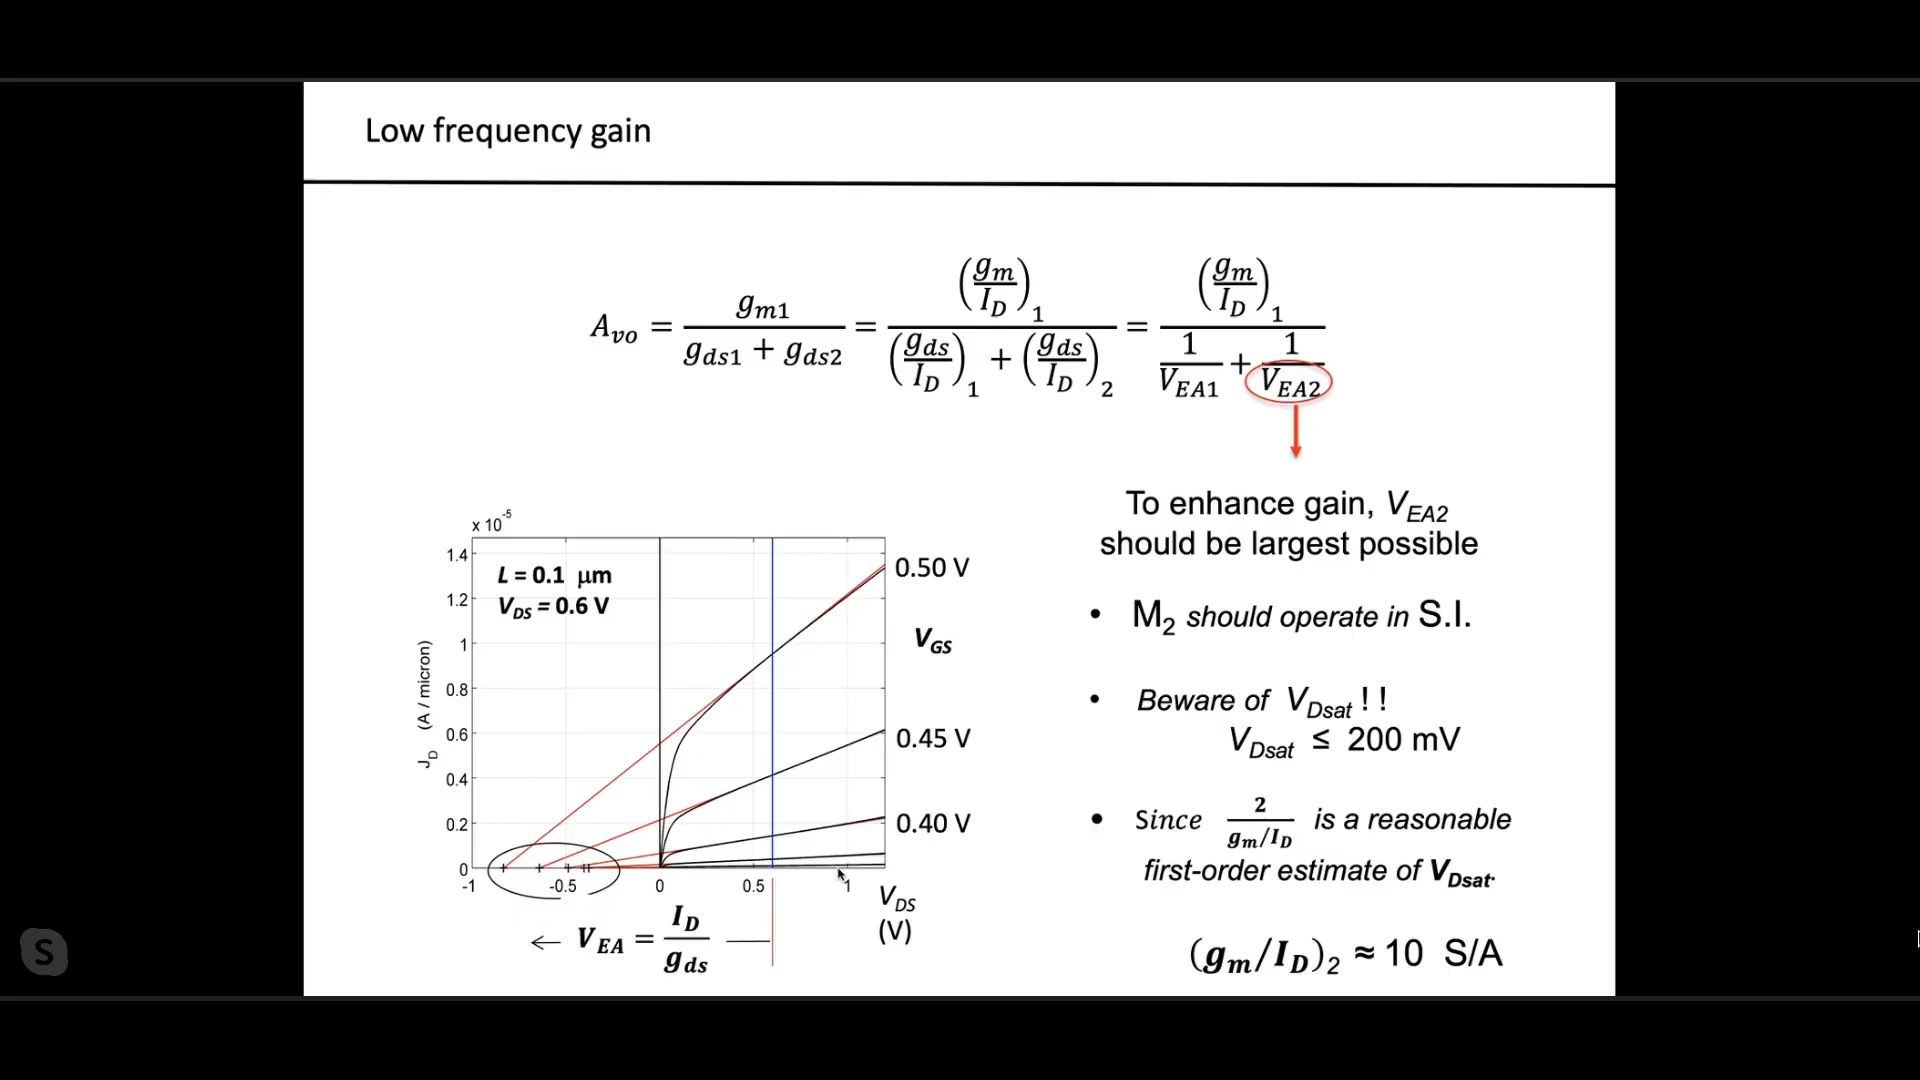 Low frequency gain
A_vo = g_m1 / (g_ds1 + g_ds2) = (g_m/I_D)_1 / ((g_ds/I_D)_1 + (g_ds/I_D)_2) = (g_m/I_D)_1 / (1/V_EA1 + 1/V_EA2)
To enhance gain, V_EA2
should be largest possible
• M_2 should operate in S.I.
• Beware of V_Dsat ! !
V_Dsat ≤ 200 mV
• Since 2/(g_m/I_D) is a reasonable
first-order estimate of V_Dsat.
(g_m/I_D)_2 ≈ 10 S/A
x 10^-5
L = 0.1 μm
V_DS = 0.6 V
J_D (A / micron)
1.4
1.2
1
0.8
0.6
0.4
0.2
0
-1
-0.5
0
0.5
1
0.50 V
V_GS
0.45 V
0.40 V
V_DS
(V)
← V_EA = I_D / g_ds —
S